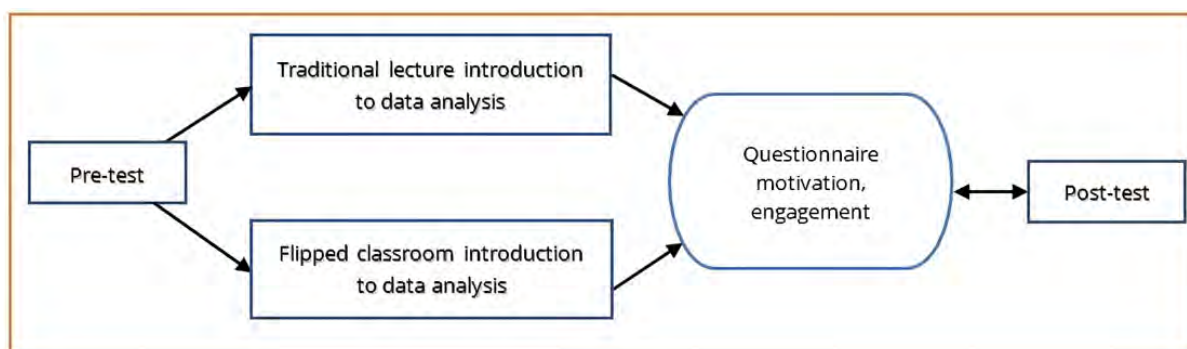 Pre-test
Traditional lecture introduction
to data analysis
Flipped classroom introduction
to data analysis
Questionnaire
motivation,
engagement
Post-test